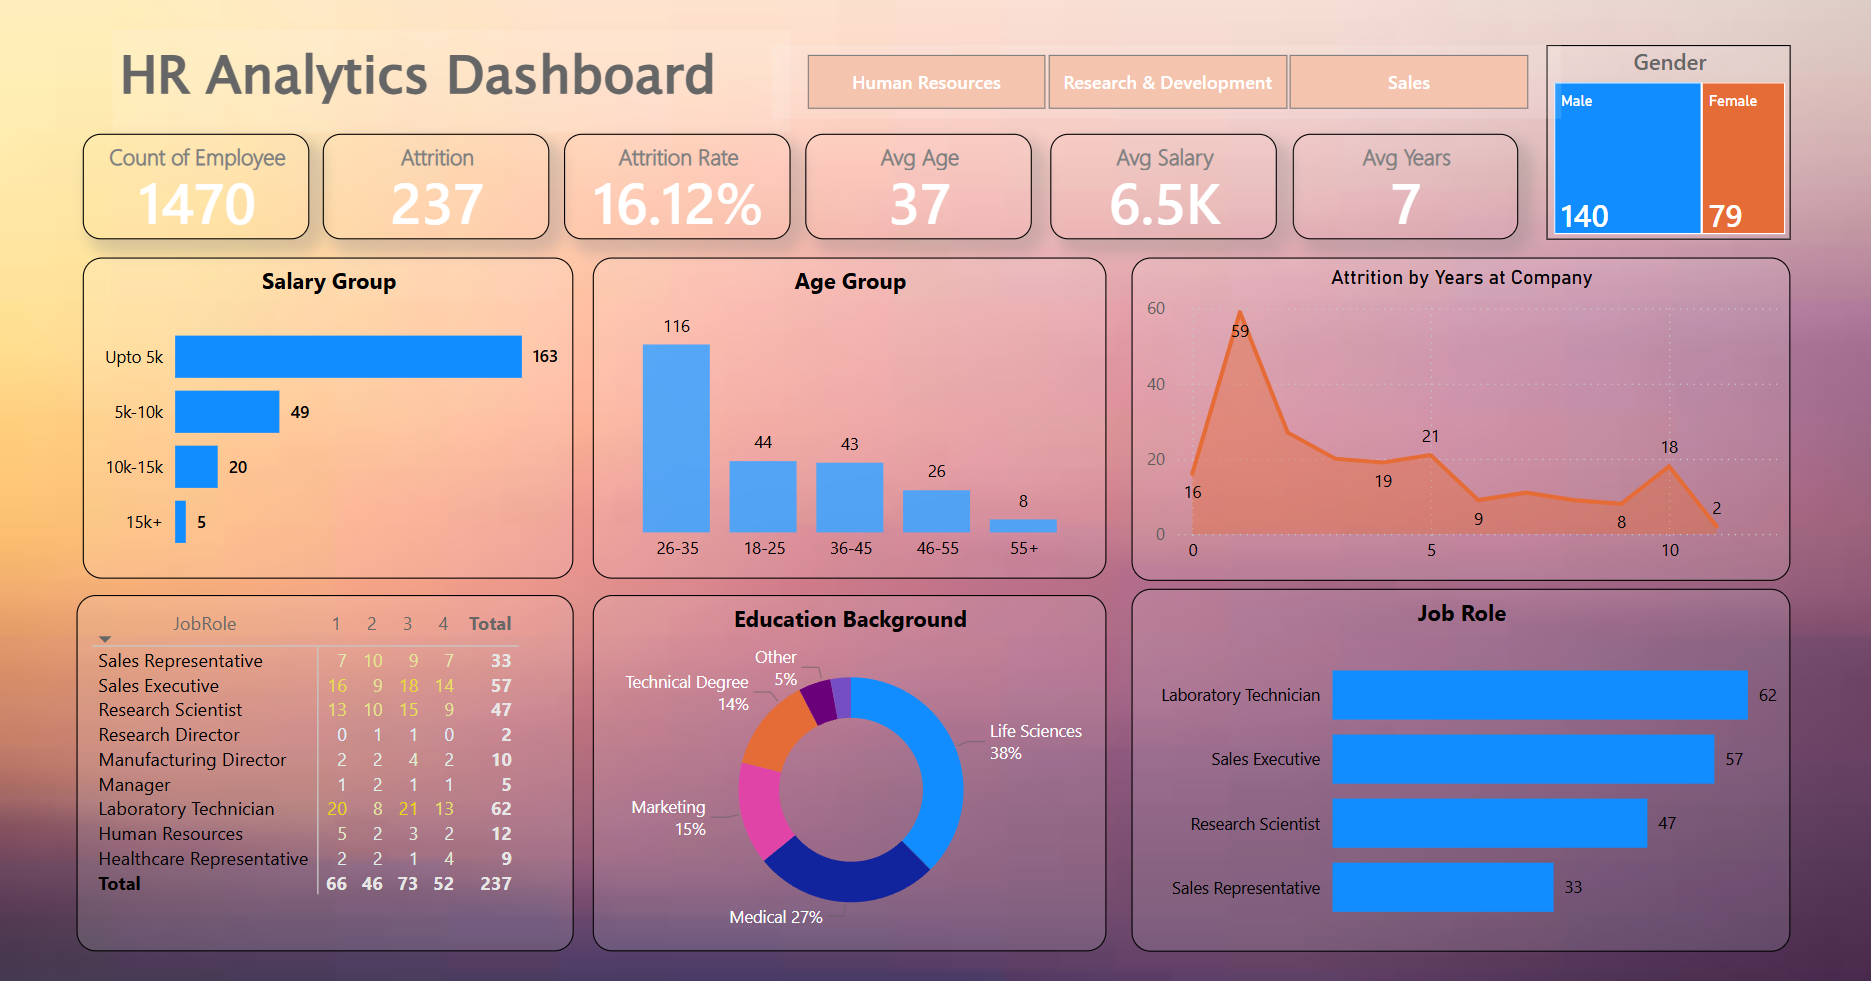 HR Analytics Dashboard
Human Resources
Research & Development
Sales
Gender
Male
Female
140
79
Count of Employee
1470
Attrition
237
Attrition Rate
16.12%
Avg Age
37
Avg Salary
6.5K
Avg Years
7
Salary Group
Upto 5k 163
5k-10k 49
10k-15k 20
15k+ 5
Age Group
116
44
43
26
8
26-35 18-25 36-45 46-55 55+
Attrition by Years at Company
60
40
20
0
16
59
19
21
9
8
18
2
0 5 10
JobRole 1 2 3 4 Total
Sales Representative 7 10 9 7 33
Sales Executive 16 9 18 14 57
Research Scientist 13 10 15 9 47
Research Director 0 1 1 0 2
Manufacturing Director 2 2 4 2 10
Manager 1 2 1 1 5
Laboratory Technician 20 8 21 13 62
Human Resources 5 2 3 2 12
Healthcare Representative 2 2 1 4 9
Total 66 46 73 52 237
Education Background
Other
5%
Technical Degree
14%
Life Sciences
38%
Marketing
15%
Medical 27%
Job Role
Laboratory Technician 62
Sales Executive 57
Research Scientist 47
Sales Representative 33